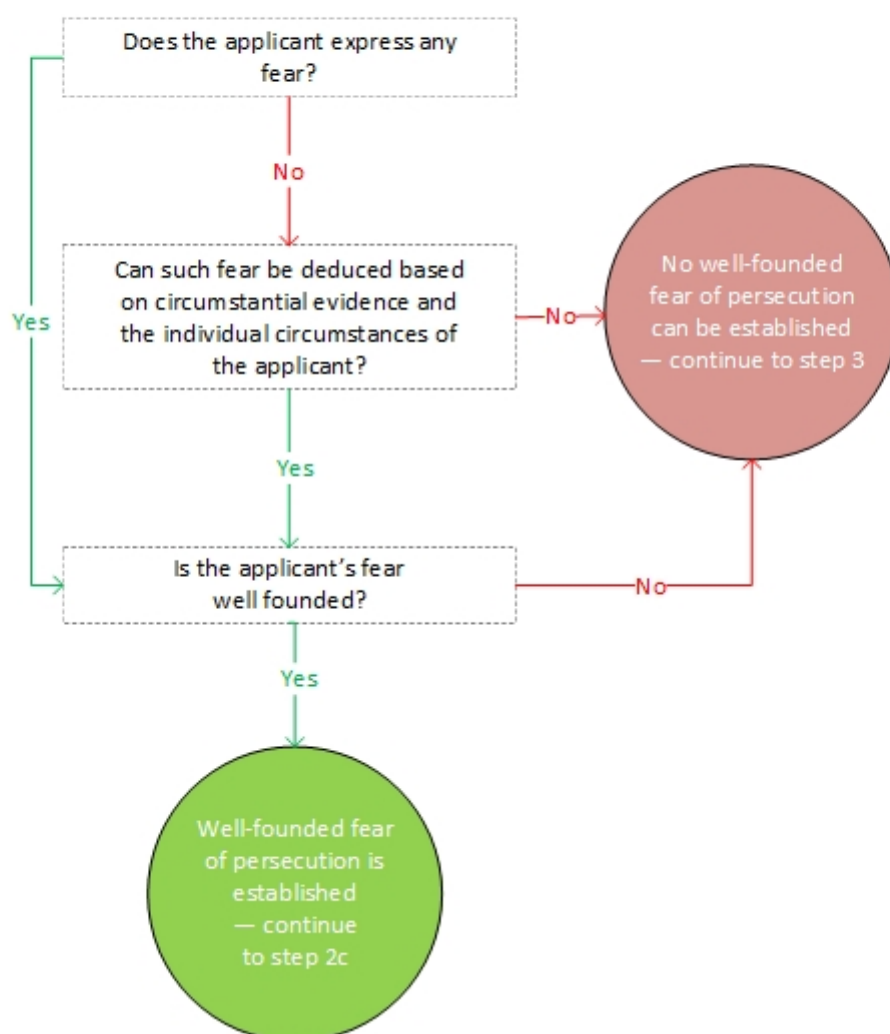 Does the applicant express any
fear?
No
Can such fear be deduced based
on circumstantial evidence and
the individual circumstances of
the applicant?
No
No well-founded
fear of persecution
can be established
— continue to step 3
Yes
Yes
Is the applicant’s fear
well founded?
No
Yes
Well-founded fear
of persecution is
established
— continue
to step 2c